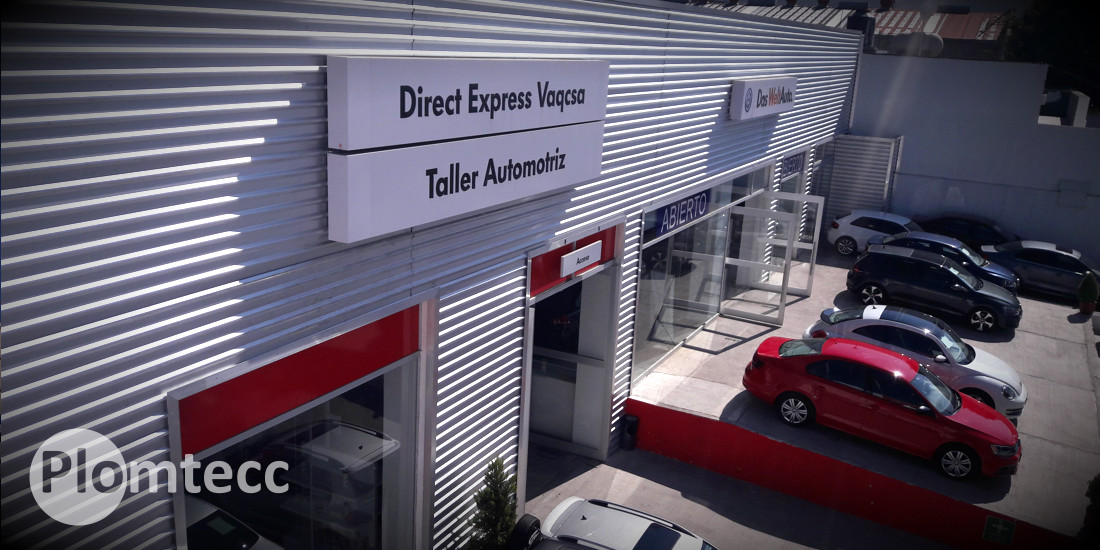 Direct Express Vaqcsa
Taller Automotriz
Das WeltAuto.
ABIERTO
Acceso
Plomtecc